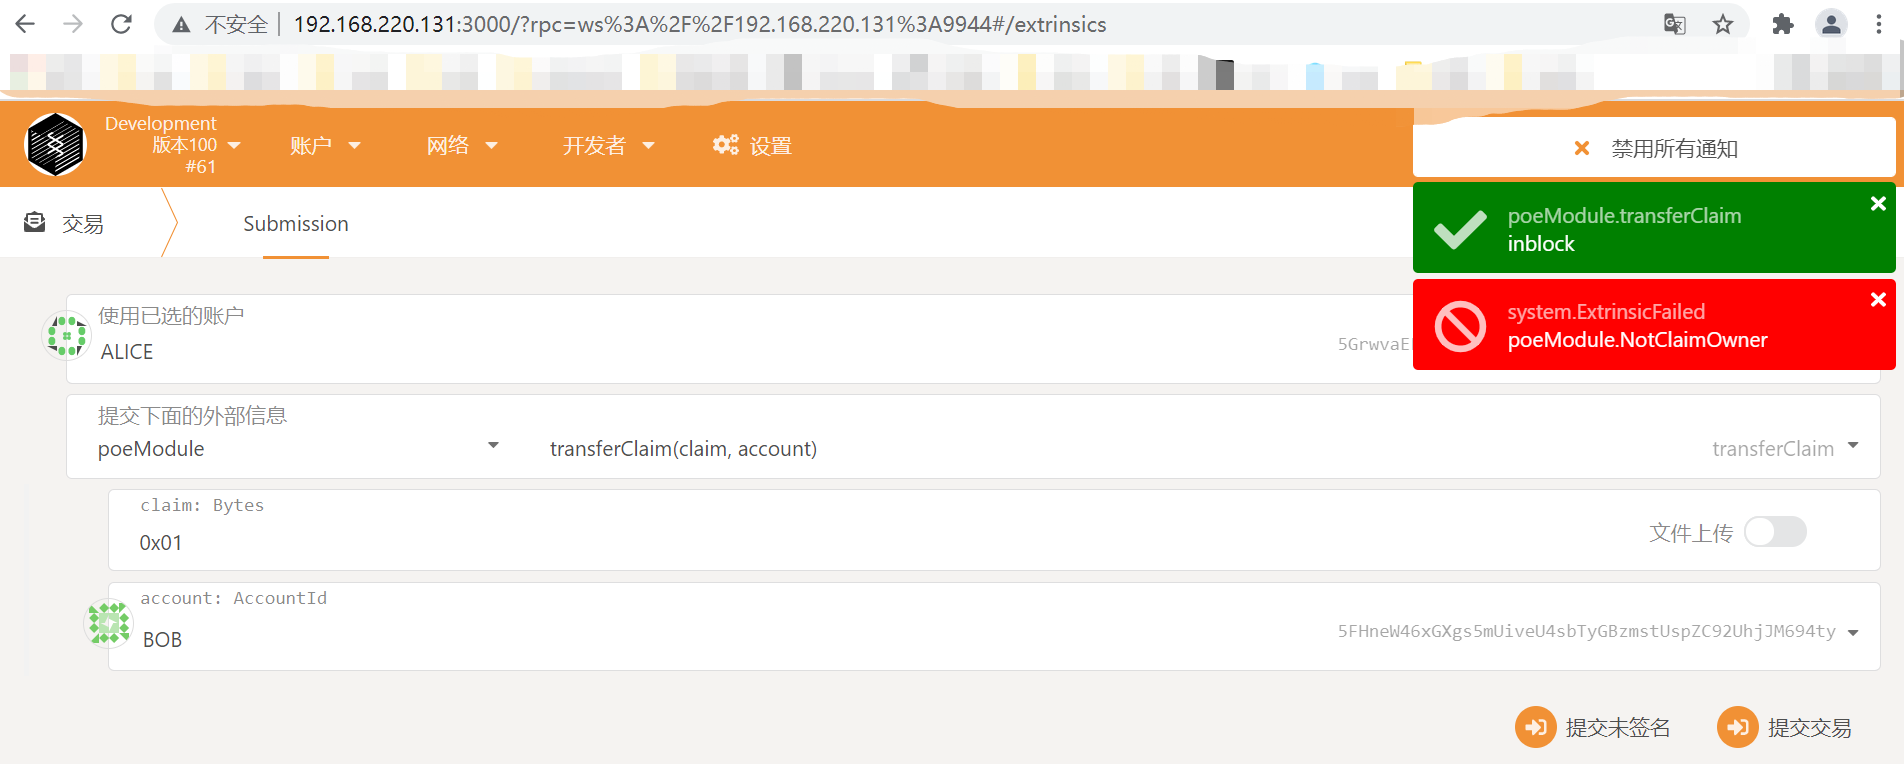 不安全 192.168.220.131:3000/?rpc=ws%3A%2F%2F192.168.220.131%3A9944#/extrinsics
Development
版本100
#61
账户
网络
开发者
设置
禁用所有通知
poeModule.transferClaim
inblock
system.ExtrinsicFailed
poeModule.NotClaimOwner
交易
Submission
使用已选的账户
ALICE
5GrwvaE
提交下面的外部信息
poeModule
transferClaim(claim, account)
transferClaim
claim: Bytes
0x01
文件上传
account: AccountId
BOB
5FHneW46xGXgs5mUiveU4sbTyGBzmstUspZC92UhjJM694ty
提交未签名
提交交易